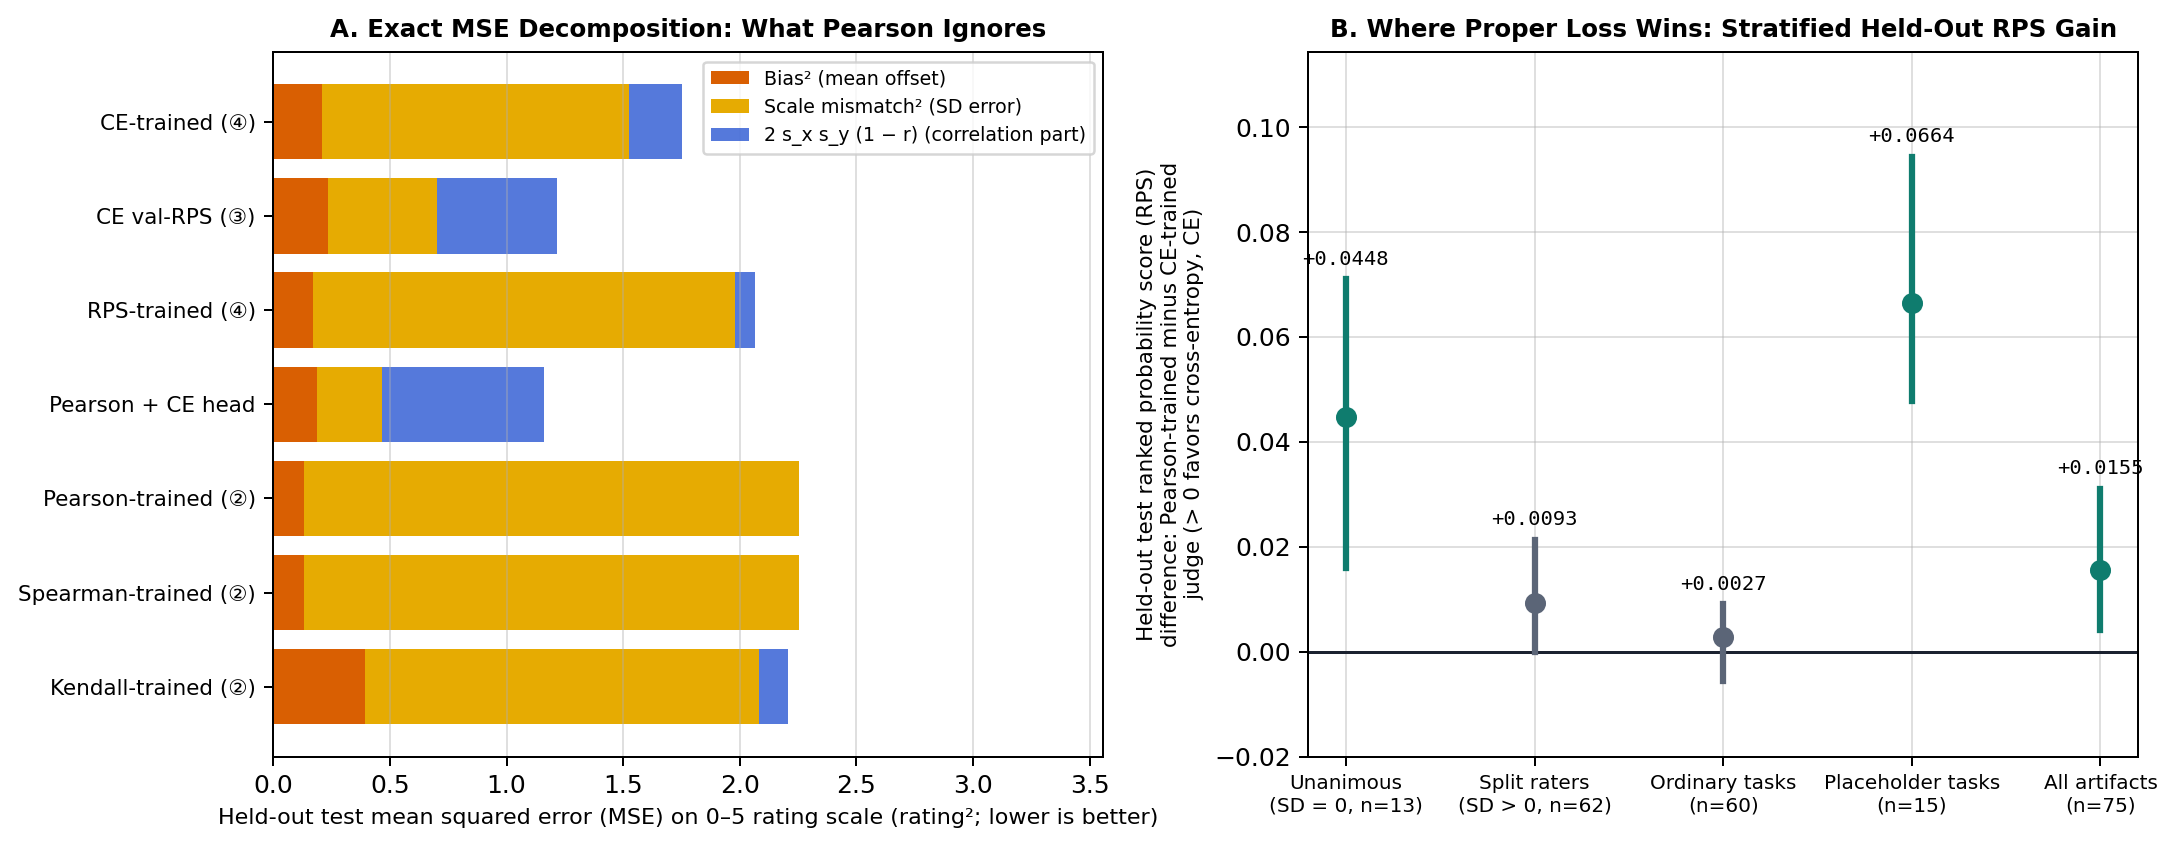 A. Exact MSE Decomposition: What Pearson Ignores
Bias² (mean offset)
Scale mismatch² (SD error)
2 s_x s_y (1 − r) (correlation part)
CE-trained (④)
CE val-RPS (③)
RPS-trained (④)
Pearson + CE head
Pearson-trained (②)
Spearman-trained (②)
Kendall-trained (②)
0.0 0.5 1.0 1.5 2.0 2.5 3.0 3.5
Held-out test mean squared error (MSE) on 0–5 rating scale (rating²; lower is better)
B. Where Proper Loss Wins: Stratified Held-Out RPS Gain
Held-out test ranked probability score (RPS)
difference: Pearson-trained minus CE-trained
judge (> 0 favors cross-entropy, CE)
0.10
0.08
0.06
0.04
0.02
0.00
−0.02
+0.0448
+0.0093
+0.0027
+0.0664
+0.0155
Unanimous
(SD = 0, n=13)
Split raters
(SD > 0, n=62)
Ordinary tasks
(n=60)
Placeholder tasks
(n=15)
All artifacts
(n=75)